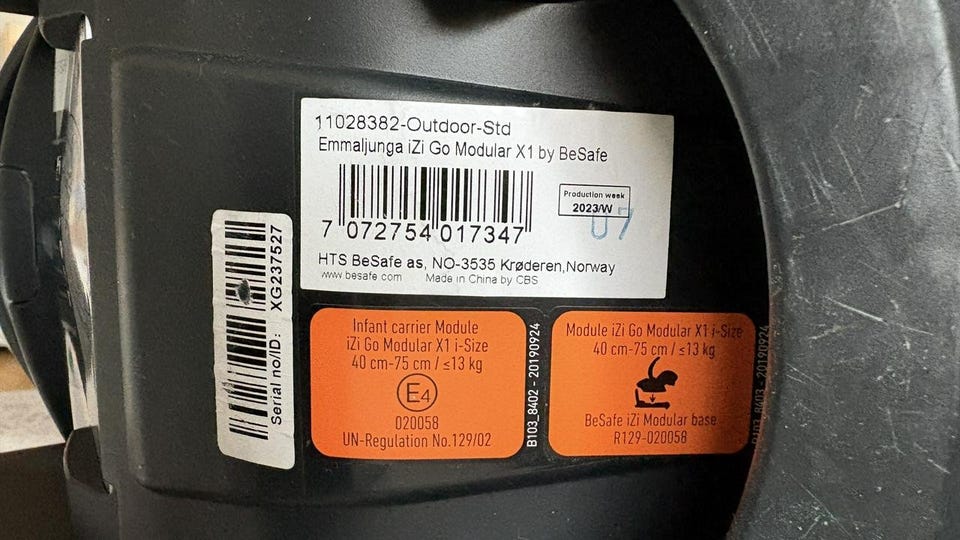 11028382-Outdoor-Std
Emmaljunga iZi Go Modular X1 by BeSafe
Production week
2023/W 07
7 072754 017347
HTS BeSafe as, NO-3535 Krøderen, Norway
www.besafe.com Made in China by CBS
Serial no/ID: XG237527
Infant carrier Module
iZi Go Modular X1 i-Size
40 cm-75 cm / ≤13 kg
E4
020058
UN-Regulation No.129/02
B103_8402 - 20190924
Module iZi Go Modular X1 i-Size
40 cm-75 cm / ≤13 kg
BeSafe iZi Modular base
R129-020058
B103_8403 - 20190924